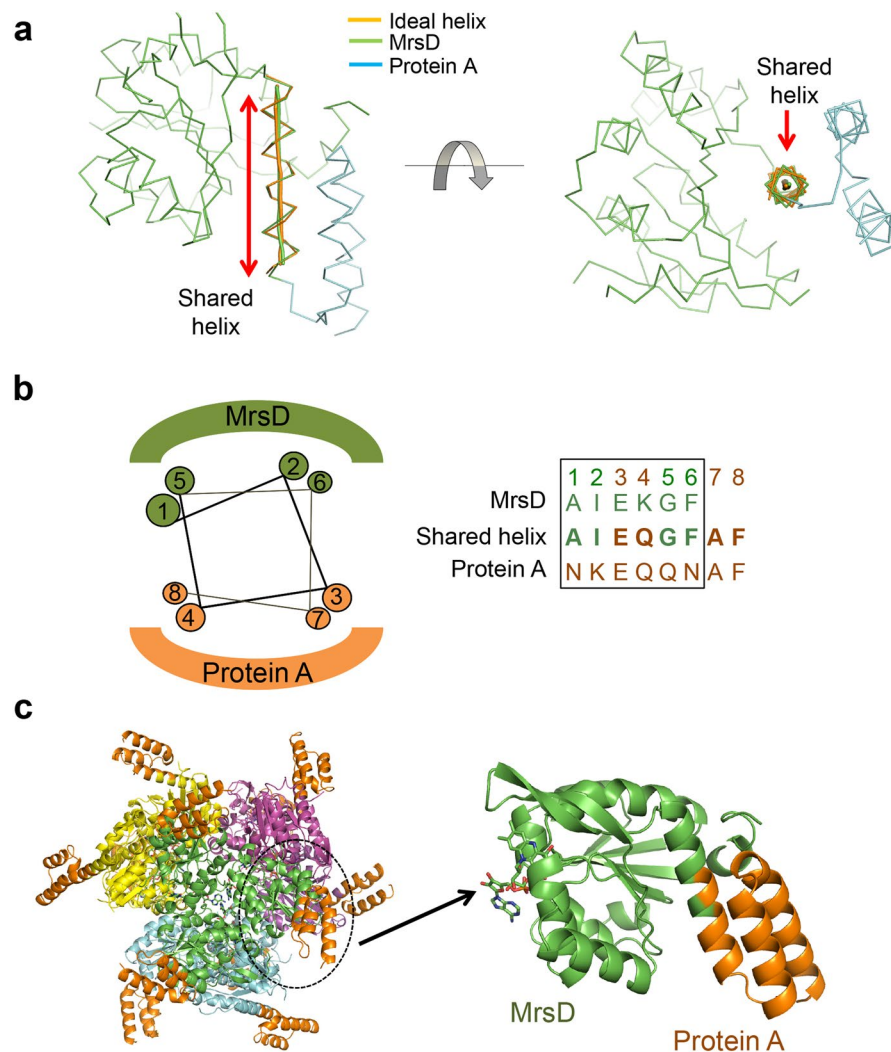 a
Ideal helix
MrsD
Protein A
Shared
helix
Shared
helix
b
MrsD
5
2
6
1
8
3
4
7
Protein A
1 2 3 4 5 6 7 8
MrsD A I E K G F
Shared helix A I E Q G F A F
Protein A N K E Q Q N A F
c
MrsD
Protein A